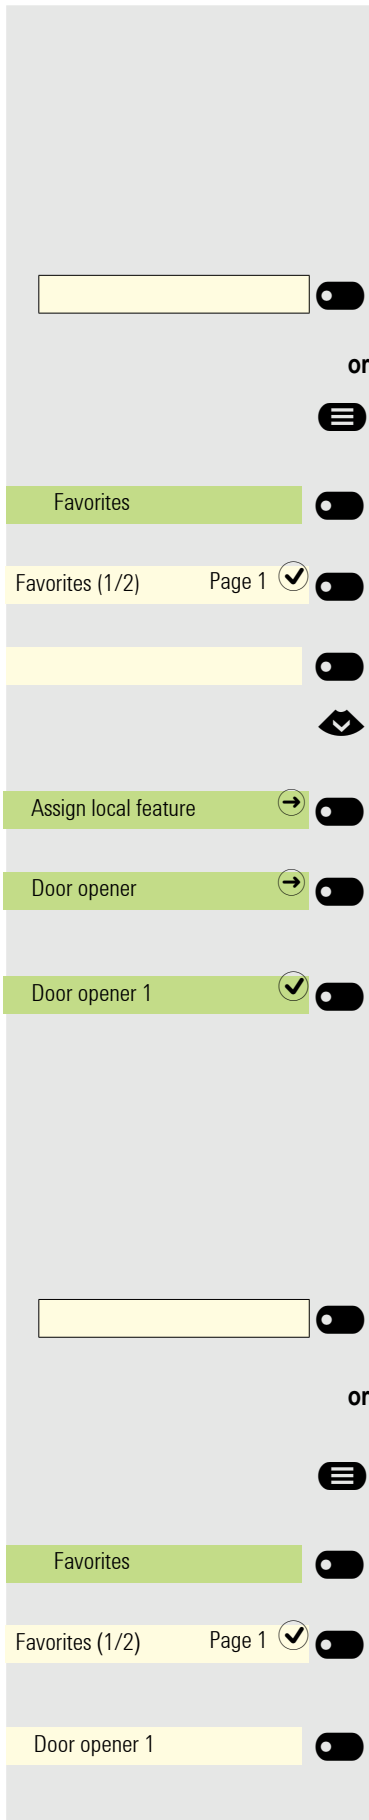 or
Favorites
Favorites (1/2) Page 1
Assign local feature
Door opener
Door opener 1
or
Favorites
Favorites (1/2) Page 1
Door opener 1